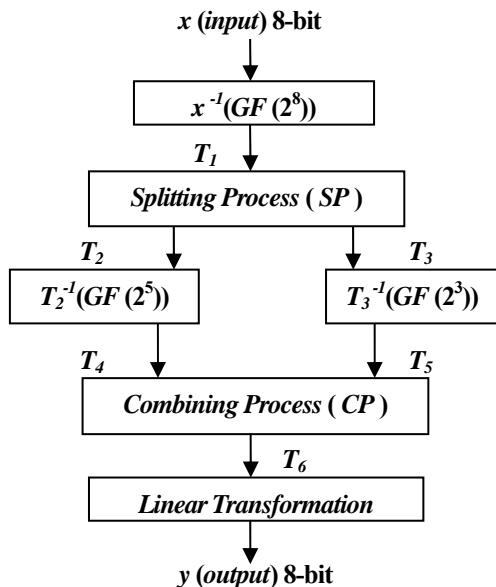 x (input) 8-bit
x⁻¹(GF (2⁸))
T₁
Splitting Process ( SP )
T₂
T₃
T₂⁻¹(GF (2⁵))
T₃⁻¹(GF (2³))
T₄
T₅
Combining Process ( CP )
T₆
Linear Transformation
y (output) 8-bit